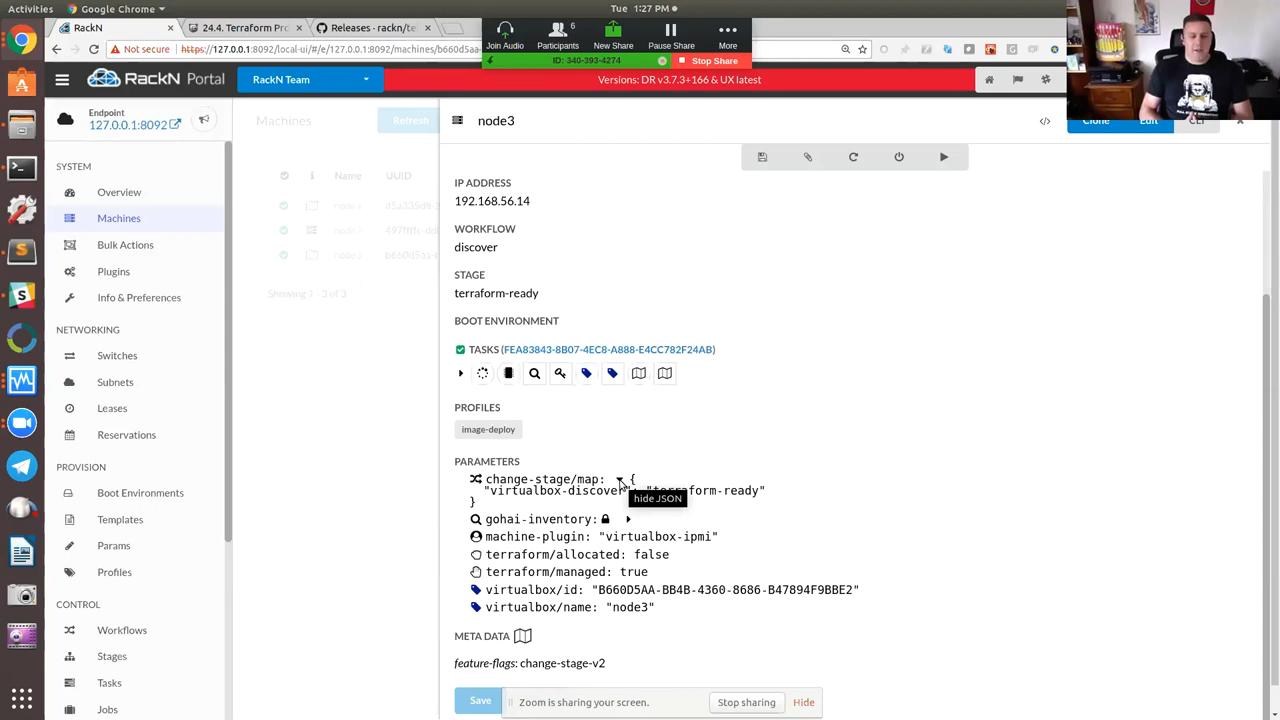 Activities
Google Chrome
Tue 1:27 PM
RackN
24.4. Terraform Pro
Releases · rackn/te
Not secure
https://127.0.0.1:8092/local-ui/#/e/127.0.0.1:8092/machines/b660d5aa-
Join Audio
Participants
6
New Share
Pause Share
More
ID: 340-393-4274
Stop Share
RackN Portal
RackN Team
Versions: DR v3.7.3+166 & UX latest
Endpoint
127.0.0.1:8092
SYSTEM
Overview
Machines
Bulk Actions
Plugins
Info & Preferences
NETWORKING
Switches
Subnets
Leases
Reservations
PROVISION
Boot Environments
Templates
Params
Profiles
CONTROL
Workflows
Stages
Tasks
Jobs
Machines
Refresh
Name
UUID
Showing 1 - 3 of 3
node3
Clone
Edit
CLI
IP ADDRESS
192.168.56.14
WORKFLOW
discover
STAGE
terraform-ready
BOOT ENVIRONMENT
TASKS (FEA83843-8B07-4EC8-A888-E4CC782F24AB)
PROFILES
image-deploy
PARAMETERS
change-stage/map: {
"virtualbox-discover": "terraform-ready"
}
hide JSON
gohai-inventory:
machine-plugin: "virtualbox-ipmi"
terraform/allocated: false
terraform/managed: true
virtualbox/id: "B660D5AA-BB4B-4360-8686-B47894F9BBE2"
virtualbox/name: "node3"
META DATA
feature-flags: change-stage-v2
Save
Zoom is sharing your screen.
Stop sharing
Hide